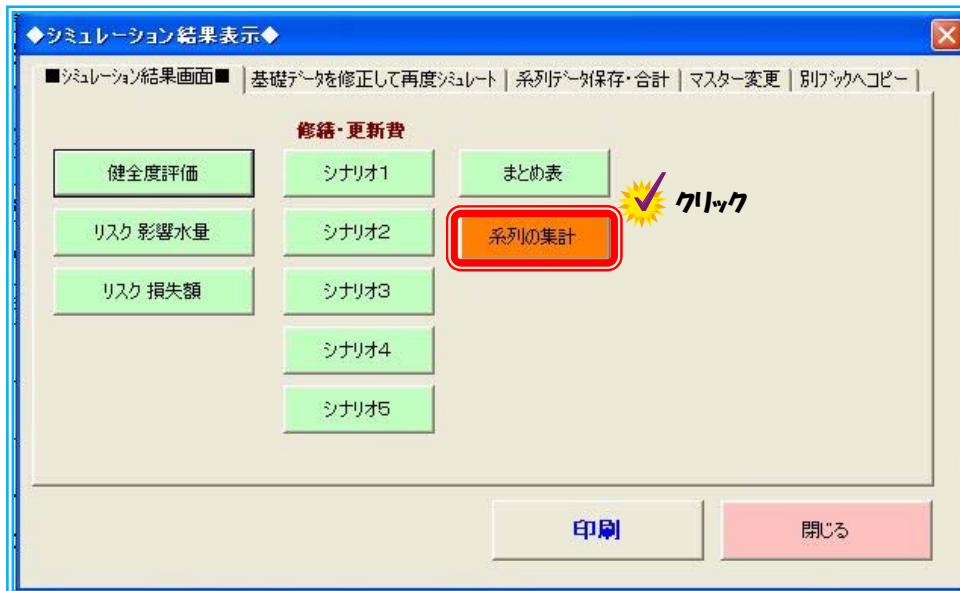 ◆シミュレーション結果表示◆
■シミュレーション結果画面■ 基礎データを修正して再度シュミレート 系列データ保存・合計 マスター変更 別ブックへコピー
修繕・更新費
健全度評価 シナリオ1 まとめ表
クリック
リスク 影響水量 シナリオ2 系列の集計
リスク 損失額 シナリオ3
シナリオ4
シナリオ5
印刷 閉じる